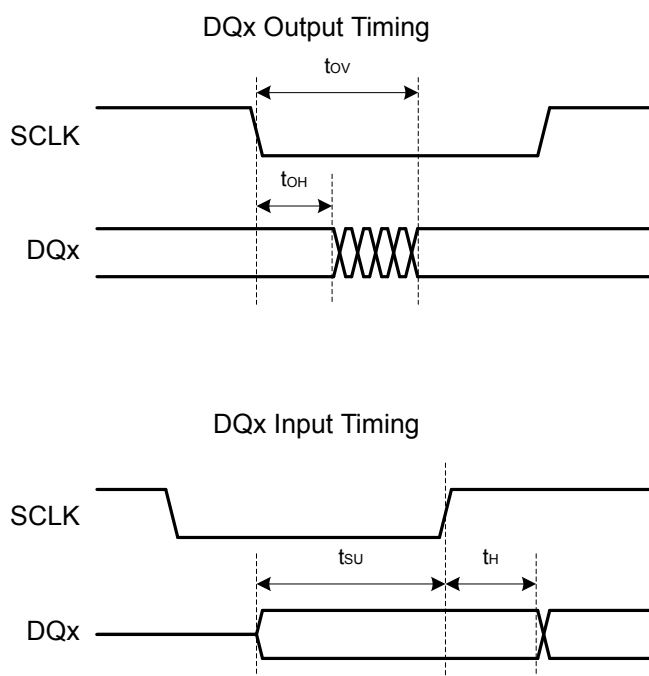 DQx Output Timing
tOV
SCLK
tOH
DQx
DQx Input Timing
SCLK
tSU
tH
DQx